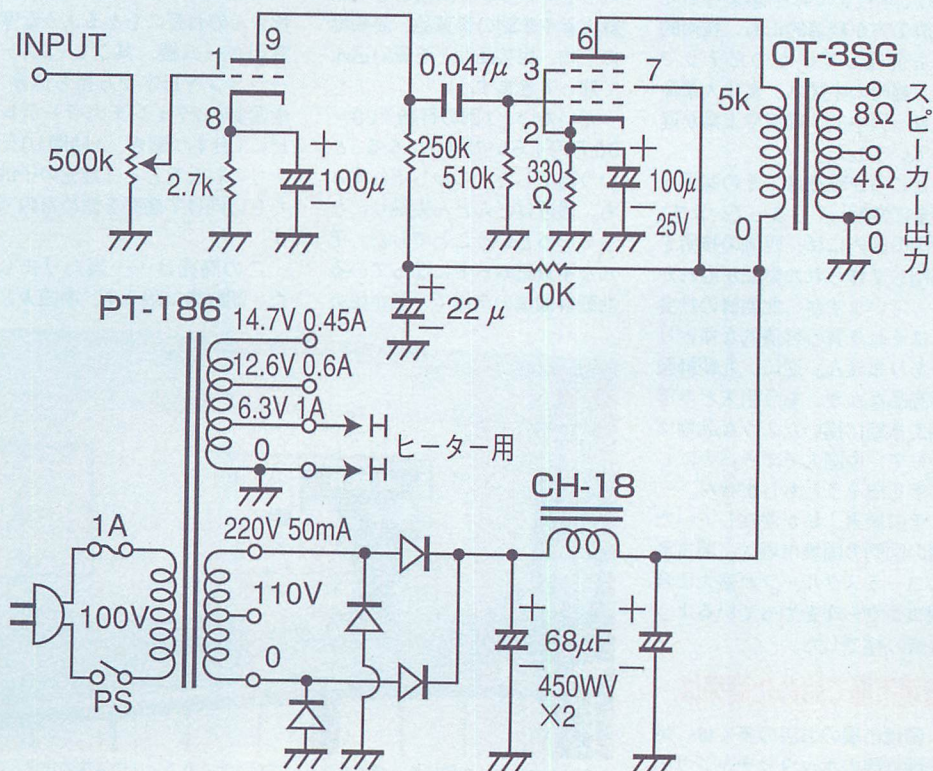 INPUT
1
9
8
500k
2.7k
+
100μ
−
0.047μ
3
6
7
2
250k
510k
330
Ω
+
100μ
25V
OT-3SG
5k
0
8Ω
4Ω
0
スピーカー出力
10K
+
22μ
−
PT-186
14.7V 0.45A
12.6V 0.6A
6.3V 1A
0
H
H
ヒーター用
220V 50mA
110V
0
1A
100V
PS
CH-18
+
68μF
450WV
×2
+
−